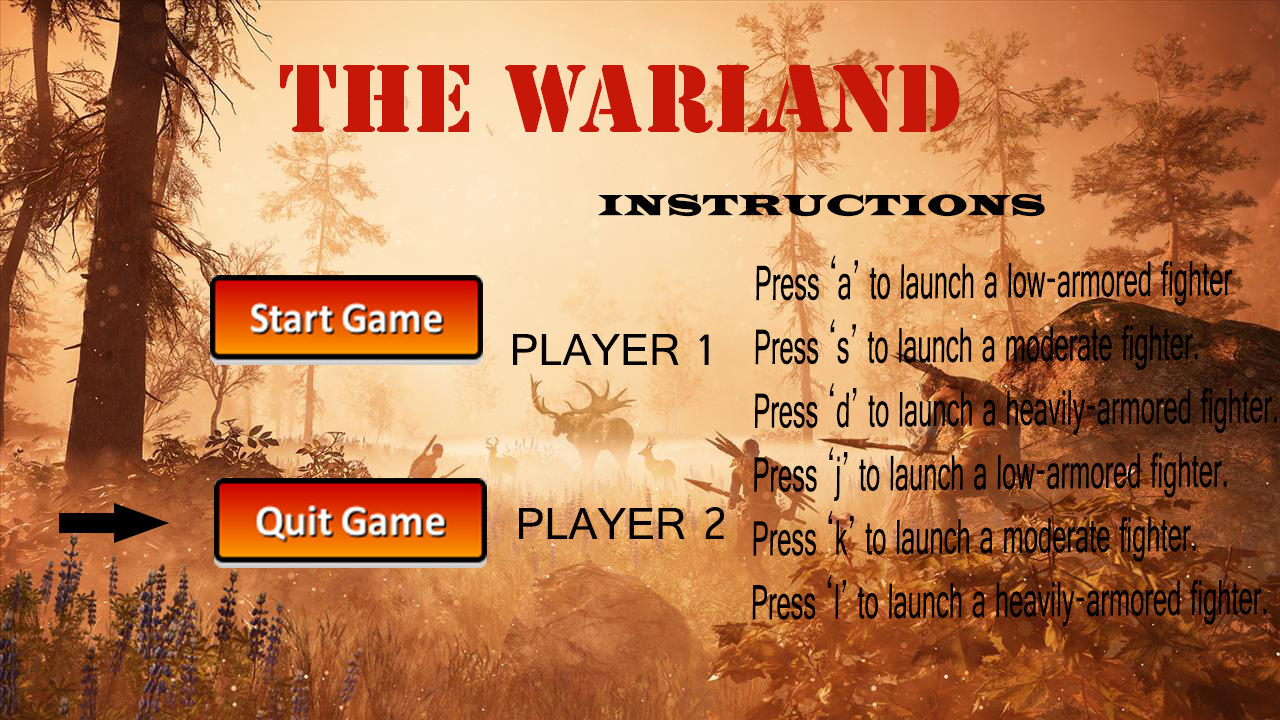 THE WARLAND
INSTRUCTIONS
Start Game
PLAYER 1
Press ‘a’ to launch a low-armored fighter
Press ‘s’ to launch a moderate fighter.
Press ‘d’ to launch a heavily-armored fighter.
Quit Game
PLAYER 2
Press ‘j’ to launch a low-armored fighter.
Press ‘k’ to launch a moderate fighter.
Press ‘l’ to launch a heavily-armored fighter.